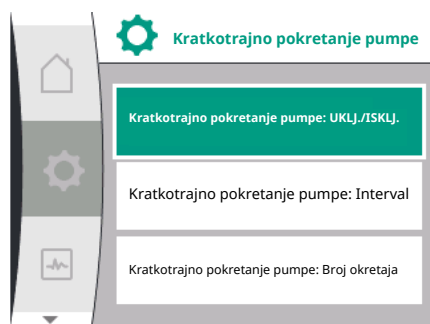 Kratkotrajno pokretanje pumpe
Kratkotrajno pokretanje pumpe: UKLJ./ISKLJ.
Kratkotrajno pokretanje pumpe: Interval
Kratkotrajno pokretanje pumpe: Broj okretaja